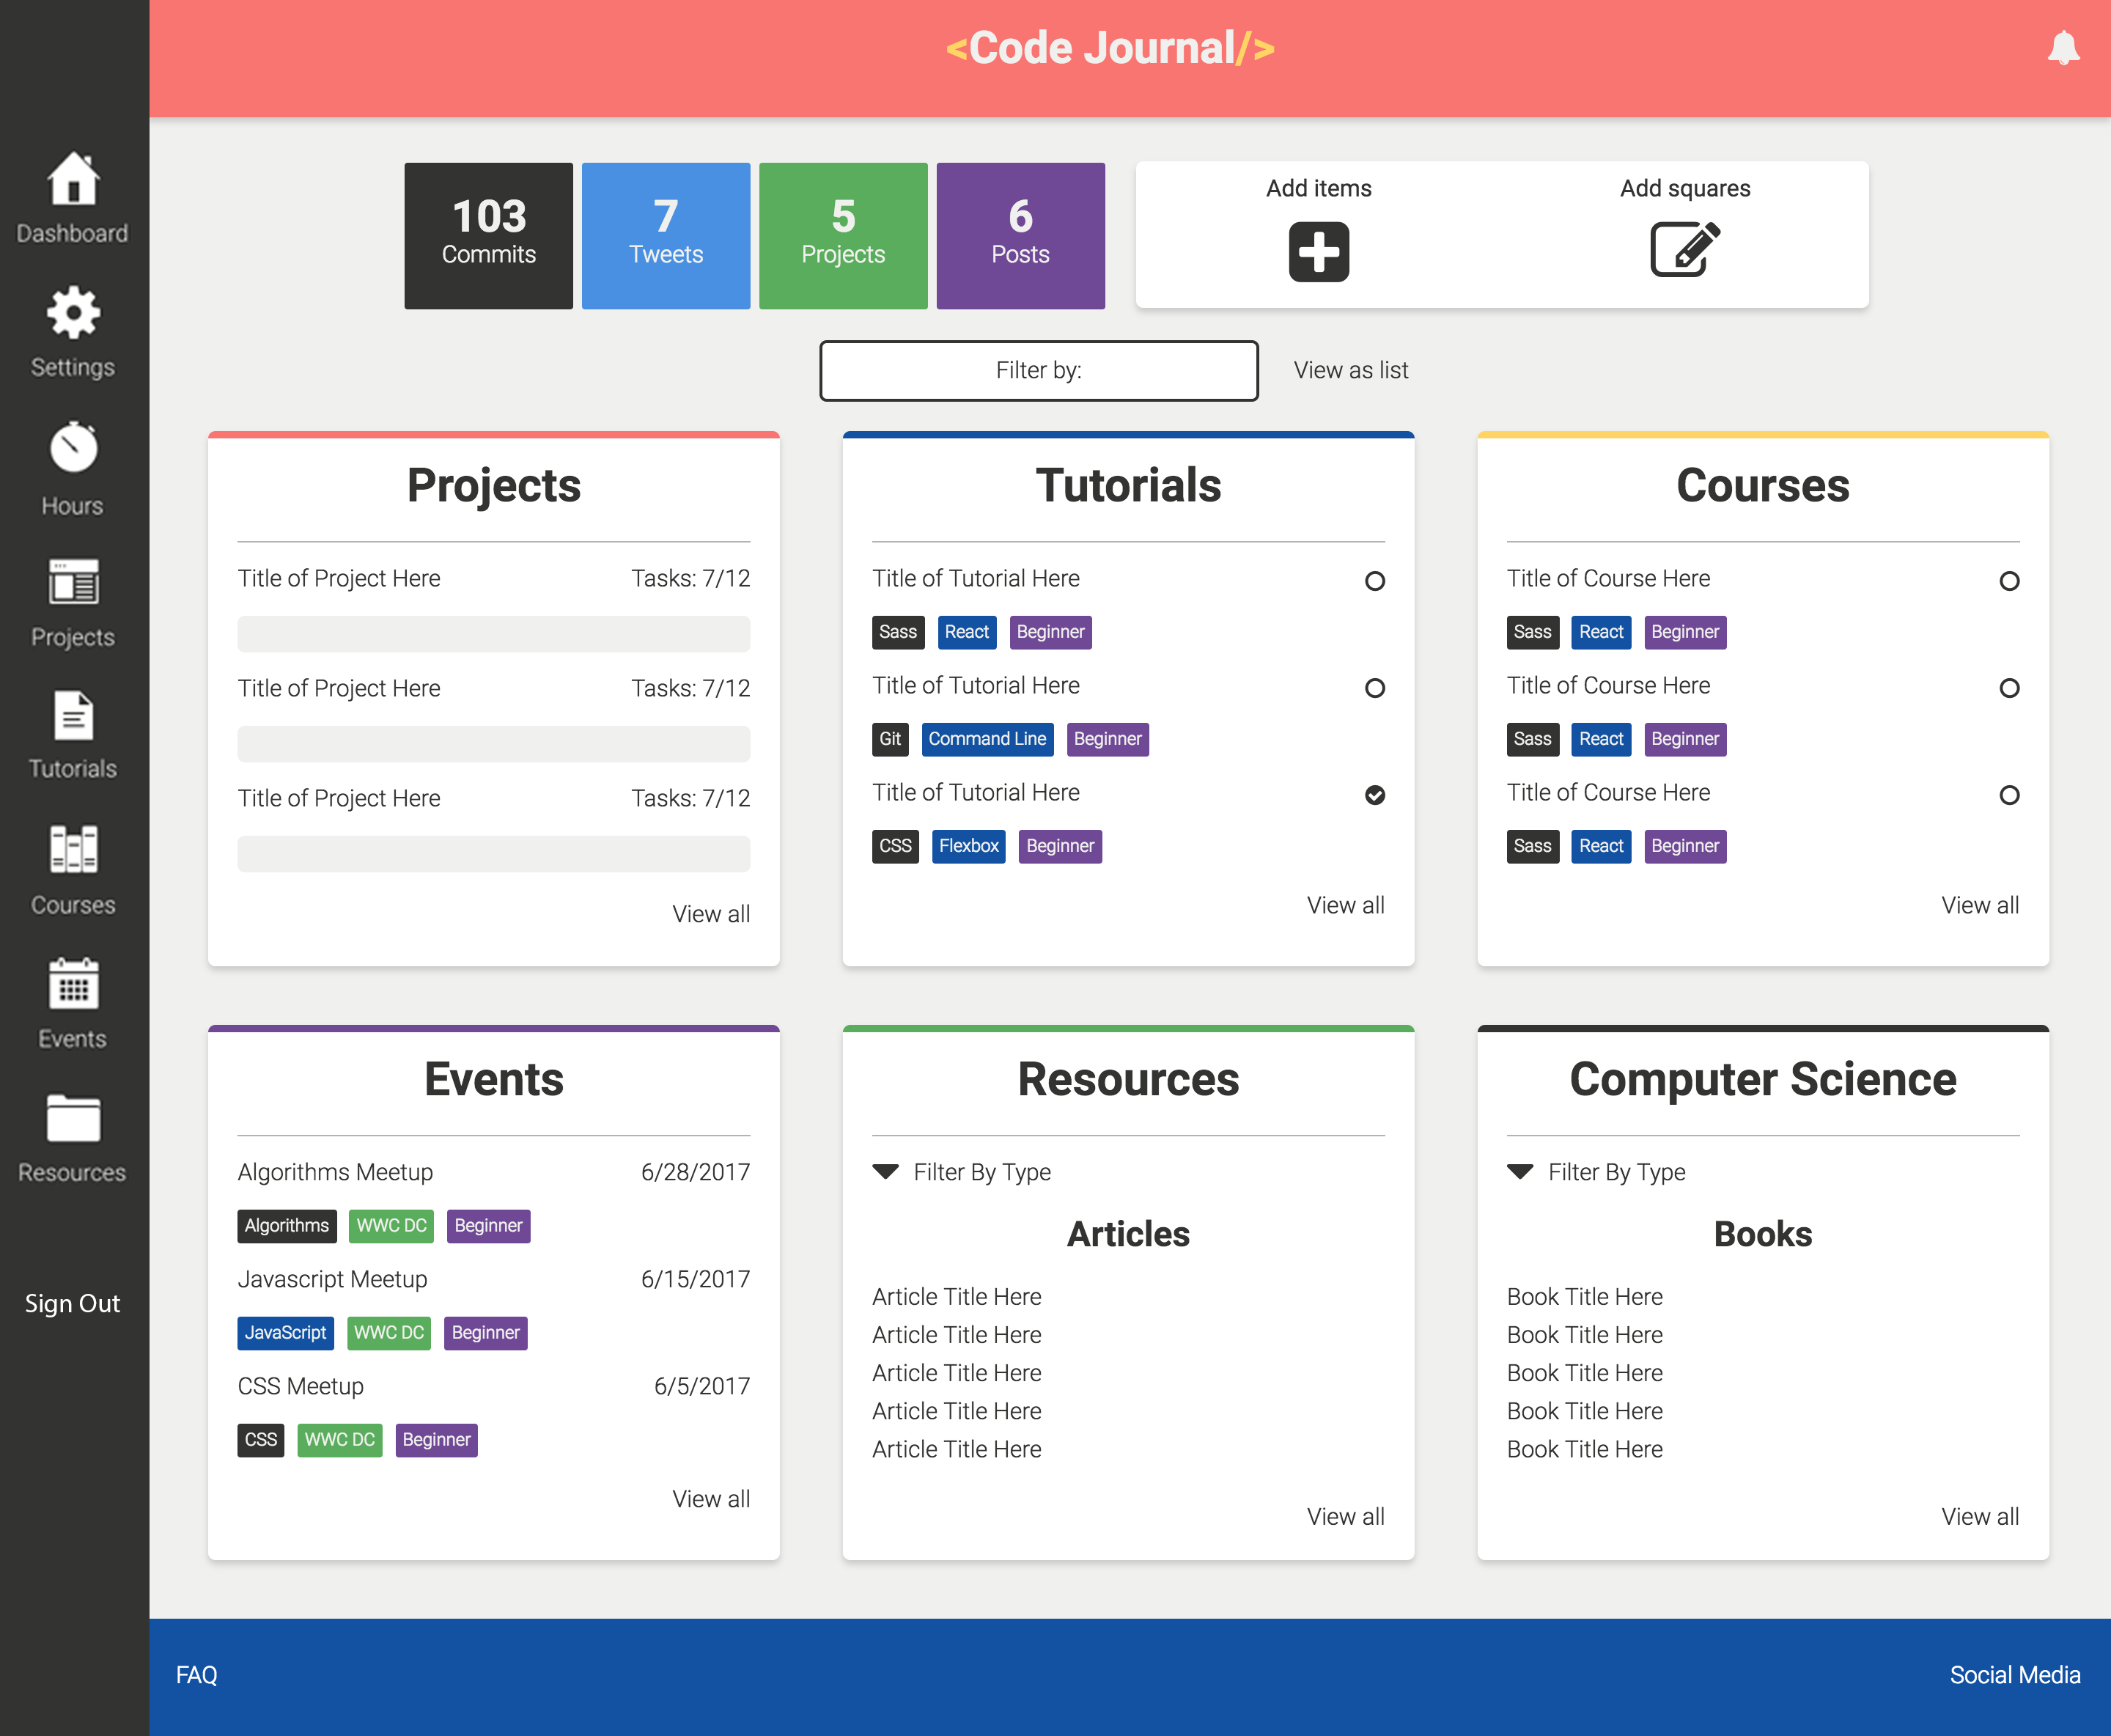 <Code Journal/>
Dashboard
Settings
Hours
Projects
Tutorials
Courses
Events
Resources
Sign Out
103
Commits
7
Tweets
5
Projects
6
Posts
Add items
Add squares
Filter by:
View as list
Projects
Title of Project Here Tasks: 7/12
Title of Project Here Tasks: 7/12
Title of Project Here Tasks: 7/12
View all
Tutorials
Title of Tutorial Here
Sass React Beginner
Title of Tutorial Here
Git Command Line Beginner
Title of Tutorial Here
CSS Flexbox Beginner
View all
Courses
Title of Course Here
Sass React Beginner
Title of Course Here
Sass React Beginner
Title of Course Here
Sass React Beginner
View all
Events
Algorithms Meetup 6/28/2017
Algorithms WWC DC Beginner
Javascript Meetup 6/15/2017
JavaScript WWC DC Beginner
CSS Meetup 6/5/2017
CSS WWC DC Beginner
View all
Resources
Filter By Type
Articles
Article Title Here
Article Title Here
Article Title Here
Article Title Here
Article Title Here
View all
Computer Science
Filter By Type
Books
Book Title Here
Book Title Here
Book Title Here
Book Title Here
Book Title Here
View all
FAQ
Social Media